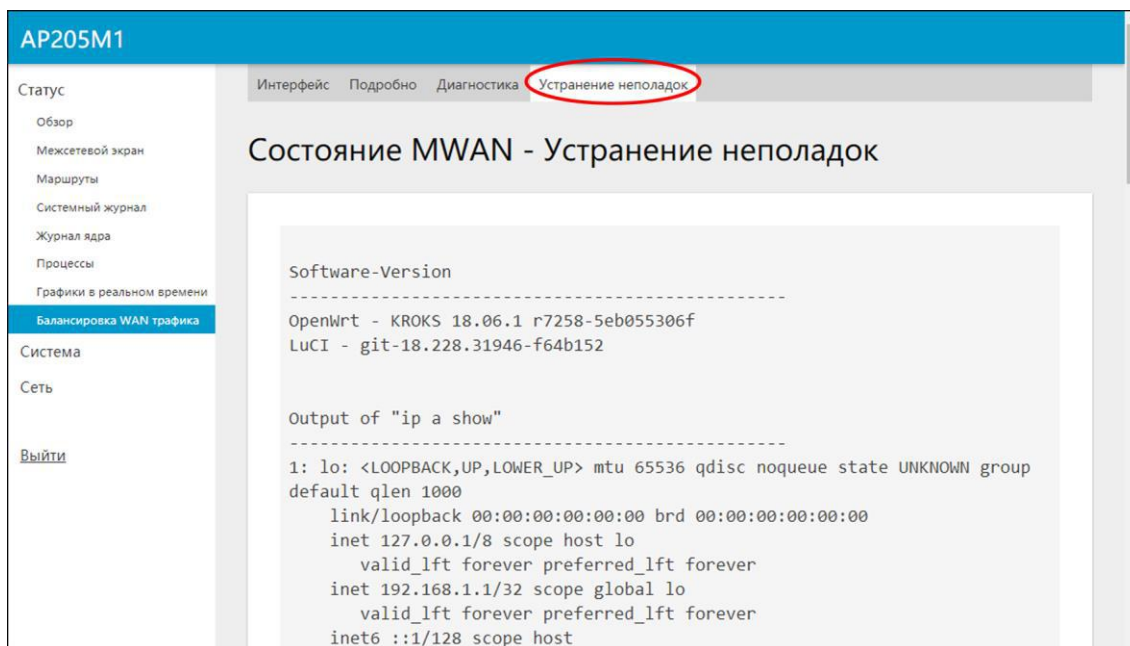 AP205M1
Статус
Обзор
Межсетевой экран
Маршруты
Системный журнал
Журнал ядра
Процессы
Графики в реальном времени
Балансировка WAN трафика
Система
Сеть
Выйти
Интерфейс Подробно Диагностика Устранение неполадок
Состояние MWAN - Устранение неполадок
Software-Version
-------------------------------------------------
OpenWrt - KROKS 18.06.1 r7258-5eb055306f
LuCI - git-18.228.31946-f64b152
Output of "ip a show"
-------------------------------------------------
1: lo: <LOOPBACK,UP,LOWER_UP> mtu 65536 qdisc noqueue state UNKNOWN group
default qlen 1000
link/loopback 00:00:00:00:00:00 brd 00:00:00:00:00:00
inet 127.0.0.1/8 scope host lo
valid_lft forever preferred_lft forever
inet 192.168.1.1/32 scope global lo
valid_lft forever preferred_lft forever
inet6 ::1/128 scope host